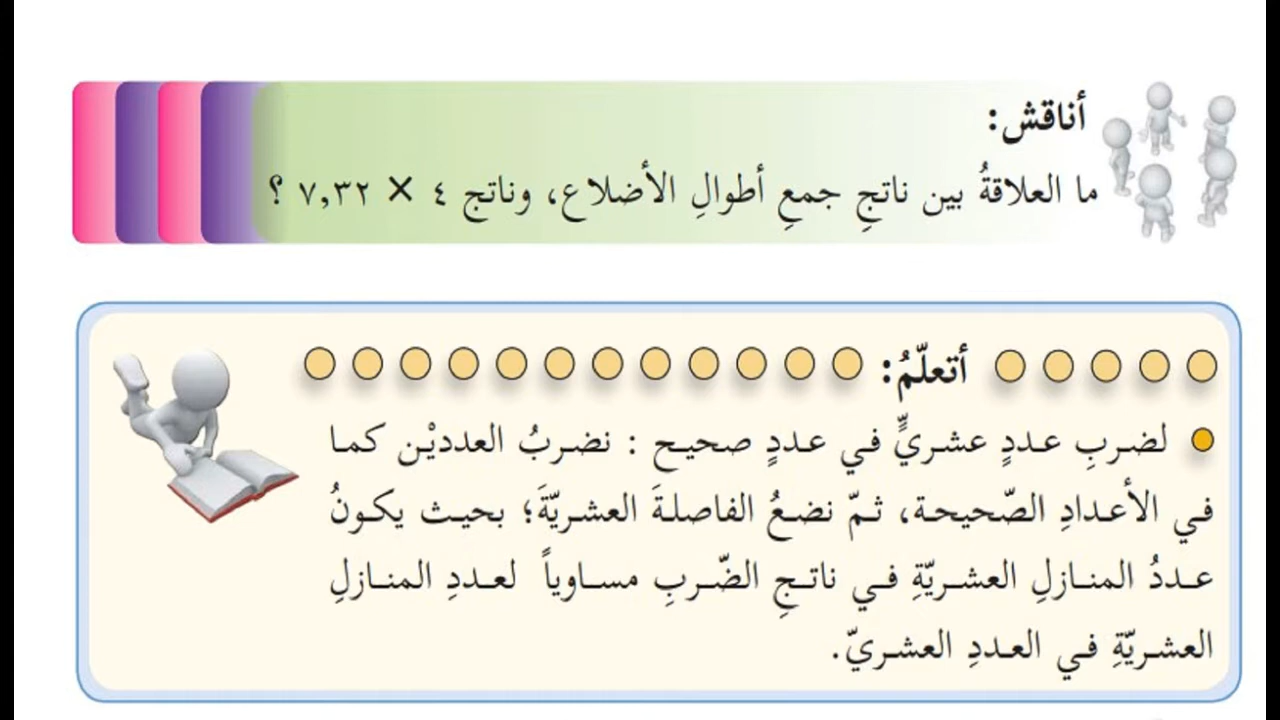 أناقش:
ما العلاقةُ بين ناتجِ جمعِ أطوالِ الأضلاع، وناتج ٤ × ٧,٣٢ ؟
أتعلّمُ:
لضربِ عددٍ عشريٍّ في عددٍ صحيح : نضربُ العدديْن كما
في الأعدادِ الصّحيحة، ثمّ نضعُ الفاصلةَ العشريّةَ؛ بحيث يكونُ
عددُ المنازلِ العشريّةِ في ناتجِ الضّربِ مساوياً لعددِ المنازلِ
العشريّةِ في العددِ العشريّ.